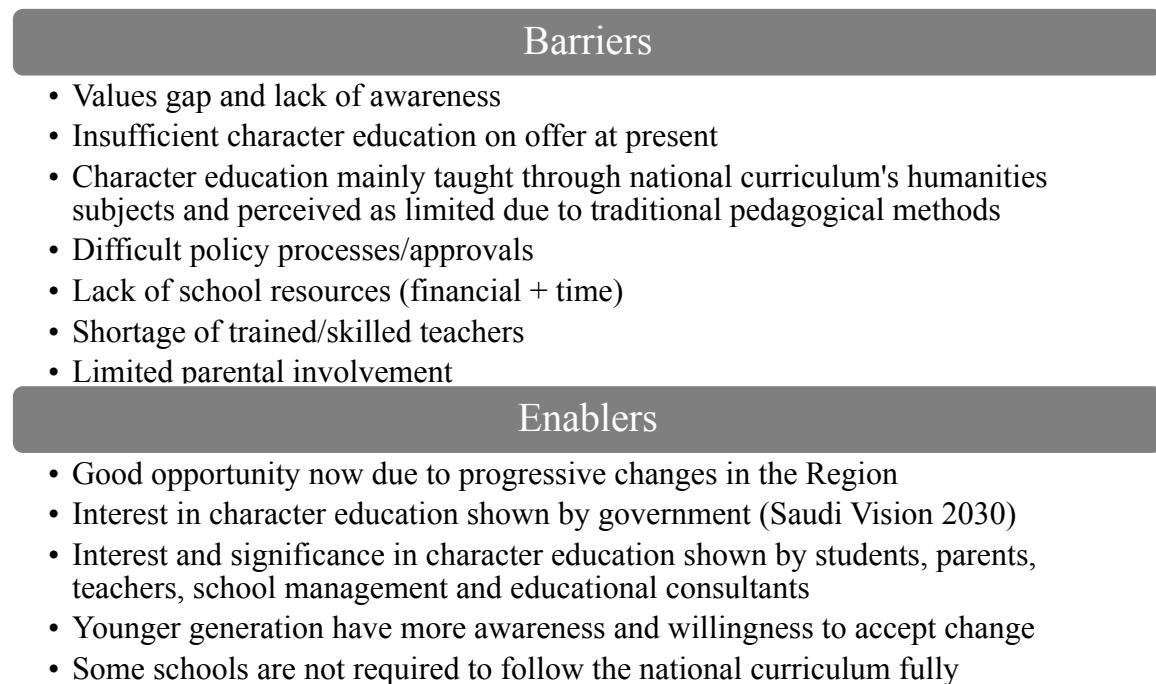 Barriers
• Values gap and lack of awareness
• Insufficient character education on offer at present
• Character education mainly taught through national curriculum's humanities
subjects and perceived as limited due to traditional pedagogical methods
• Difficult policy processes/approvals
• Lack of school resources (financial + time)
• Shortage of trained/skilled teachers
• Limited parental involvement
Enablers
• Good opportunity now due to progressive changes in the Region
• Interest in character education shown by government (Saudi Vision 2030)
• Interest and significance in character education shown by students, parents,
teachers, school management and educational consultants
• Younger generation have more awareness and willingness to accept change
• Some schools are not required to follow the national curriculum fully